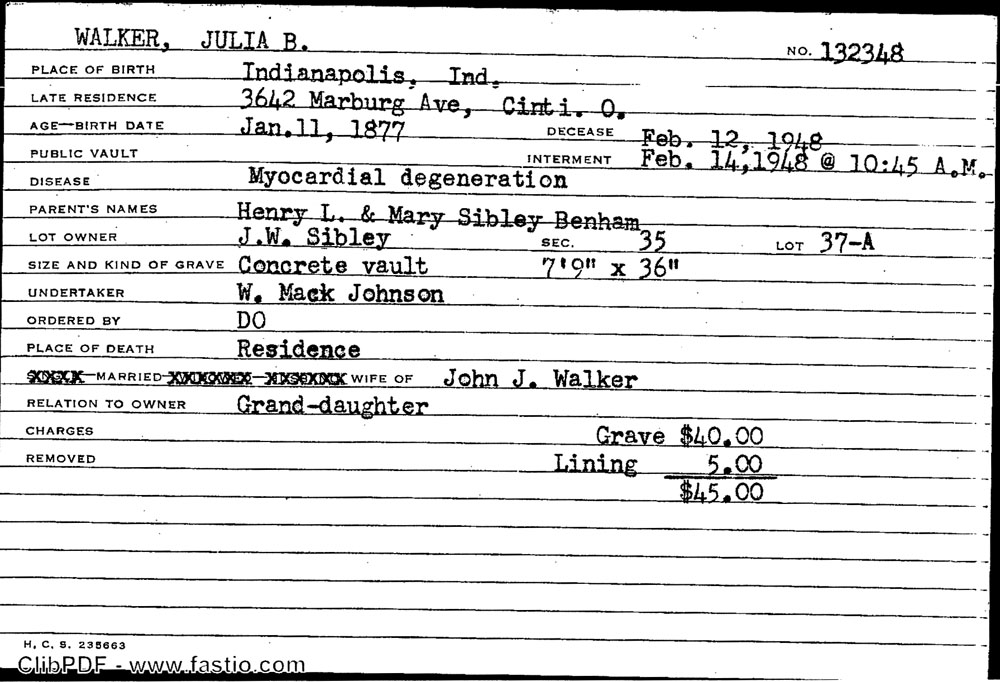 WALKER, JULIA B. NO. 132348
PLACE OF BIRTH Indianapolis, Ind.
LATE RESIDENCE 3642 Marburg Ave, Cinti. O.
AGE—BIRTH DATE Jan.11, 1877 DECEASE Feb. 12, 1948
PUBLIC VAULT INTERMENT Feb. 14,1948 @ 10:45 A.M.
DISEASE Myocardial degeneration
PARENT'S NAMES Henry L. & Mary Sibley Benham
LOT OWNER J.W. Sibley SEC. 35 LOT 37-A
SIZE AND KIND OF GRAVE Concrete vault 7'9" x 36"
UNDERTAKER W. Mack Johnson
ORDERED BY DO
PLACE OF DEATH Residence
MARRIED WIFE OF John J. Walker
RELATION TO OWNER Grand-daughter
CHARGES Grave $40.00
REMOVED Lining 5.00
$45.00
H. C. S. 235663
ClibPDF - www.fastio.com